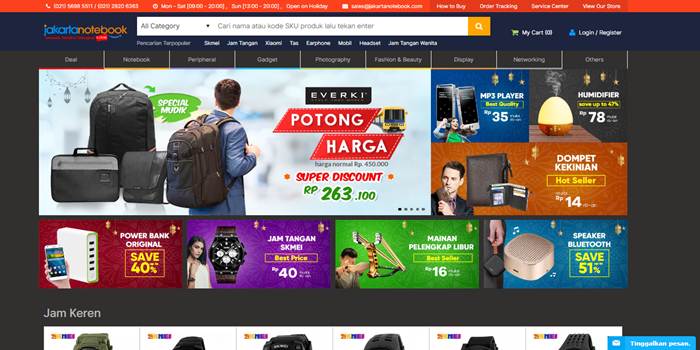 (021) 5698 5511 / (021) 2920 6363
Mon - Sat [09:00 - 20:00] , Sun [13:00 - 20:00] , Open on Holiday
sales@jakartanotebook.com
How to Buy
Order Tracking
Service Center
View Our Store
jakartanotebook
.com
All Category
Cari nama atau kode SKU produk lalu tekan enter
My Cart (0)
Login / Register
Pencarian Terpopuler Skmei Jam Tangan Xiaomi Tas Earphone Mobil Headset Jam Tangan Wanita
Deal Notebook Peripheral Gadget Photography Fashion & Beauty Display Networking Others
SPECIAL
MUDIK
EVERKI
POTONG
HARGA
harga normal Rp. 450.000
SUPER DISCOUNT
RP 263.100
MP3 PLAYER
Best Quality
Rp 35
HUMIDIFIER
save up to 47%
Rp 78
DOMPET
KEKINIAN
Hot Seller
Rp 14
POWER BANK
ORIGINAL
SAVE
40%
JAM TANGAN
SKMEI
Best Price
Rp 40
MAINAN
PELENGKAP LIBUR
Best Seller
Rp 16
SPEAKER
BLUETOOTH
SAVE
51%
Jam Keren
Tinggalkan pesan.